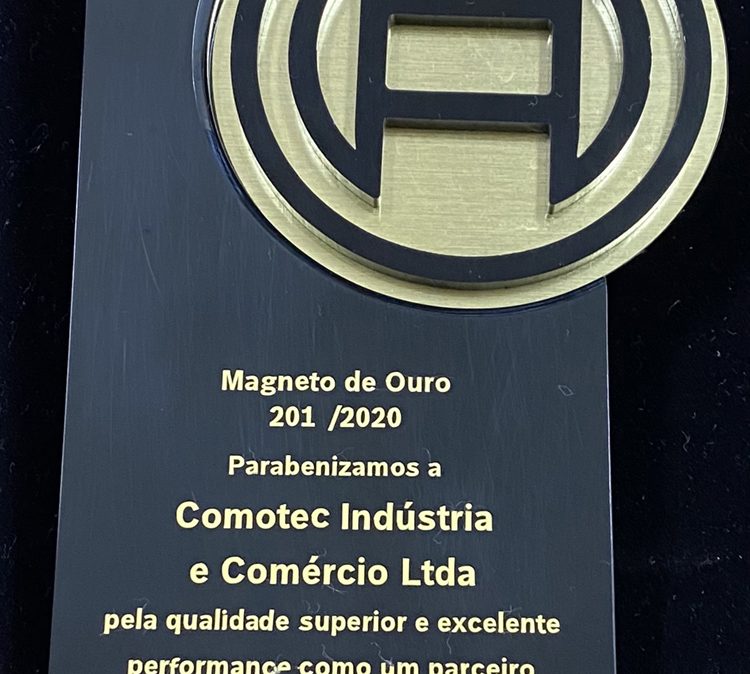 Magneto de Ouro
201 /2020
Parabenizamos a
Comotec Indústria
e Comércio Ltda
pela qualidade superior e excelente
performance como um parceiro